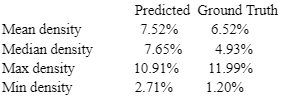 Predicted Ground Truth
Mean density 7.52% 6.52%
Median density 7.65% 4.93%
Max density 10.91% 11.99%
Min density 2.71% 1.20%